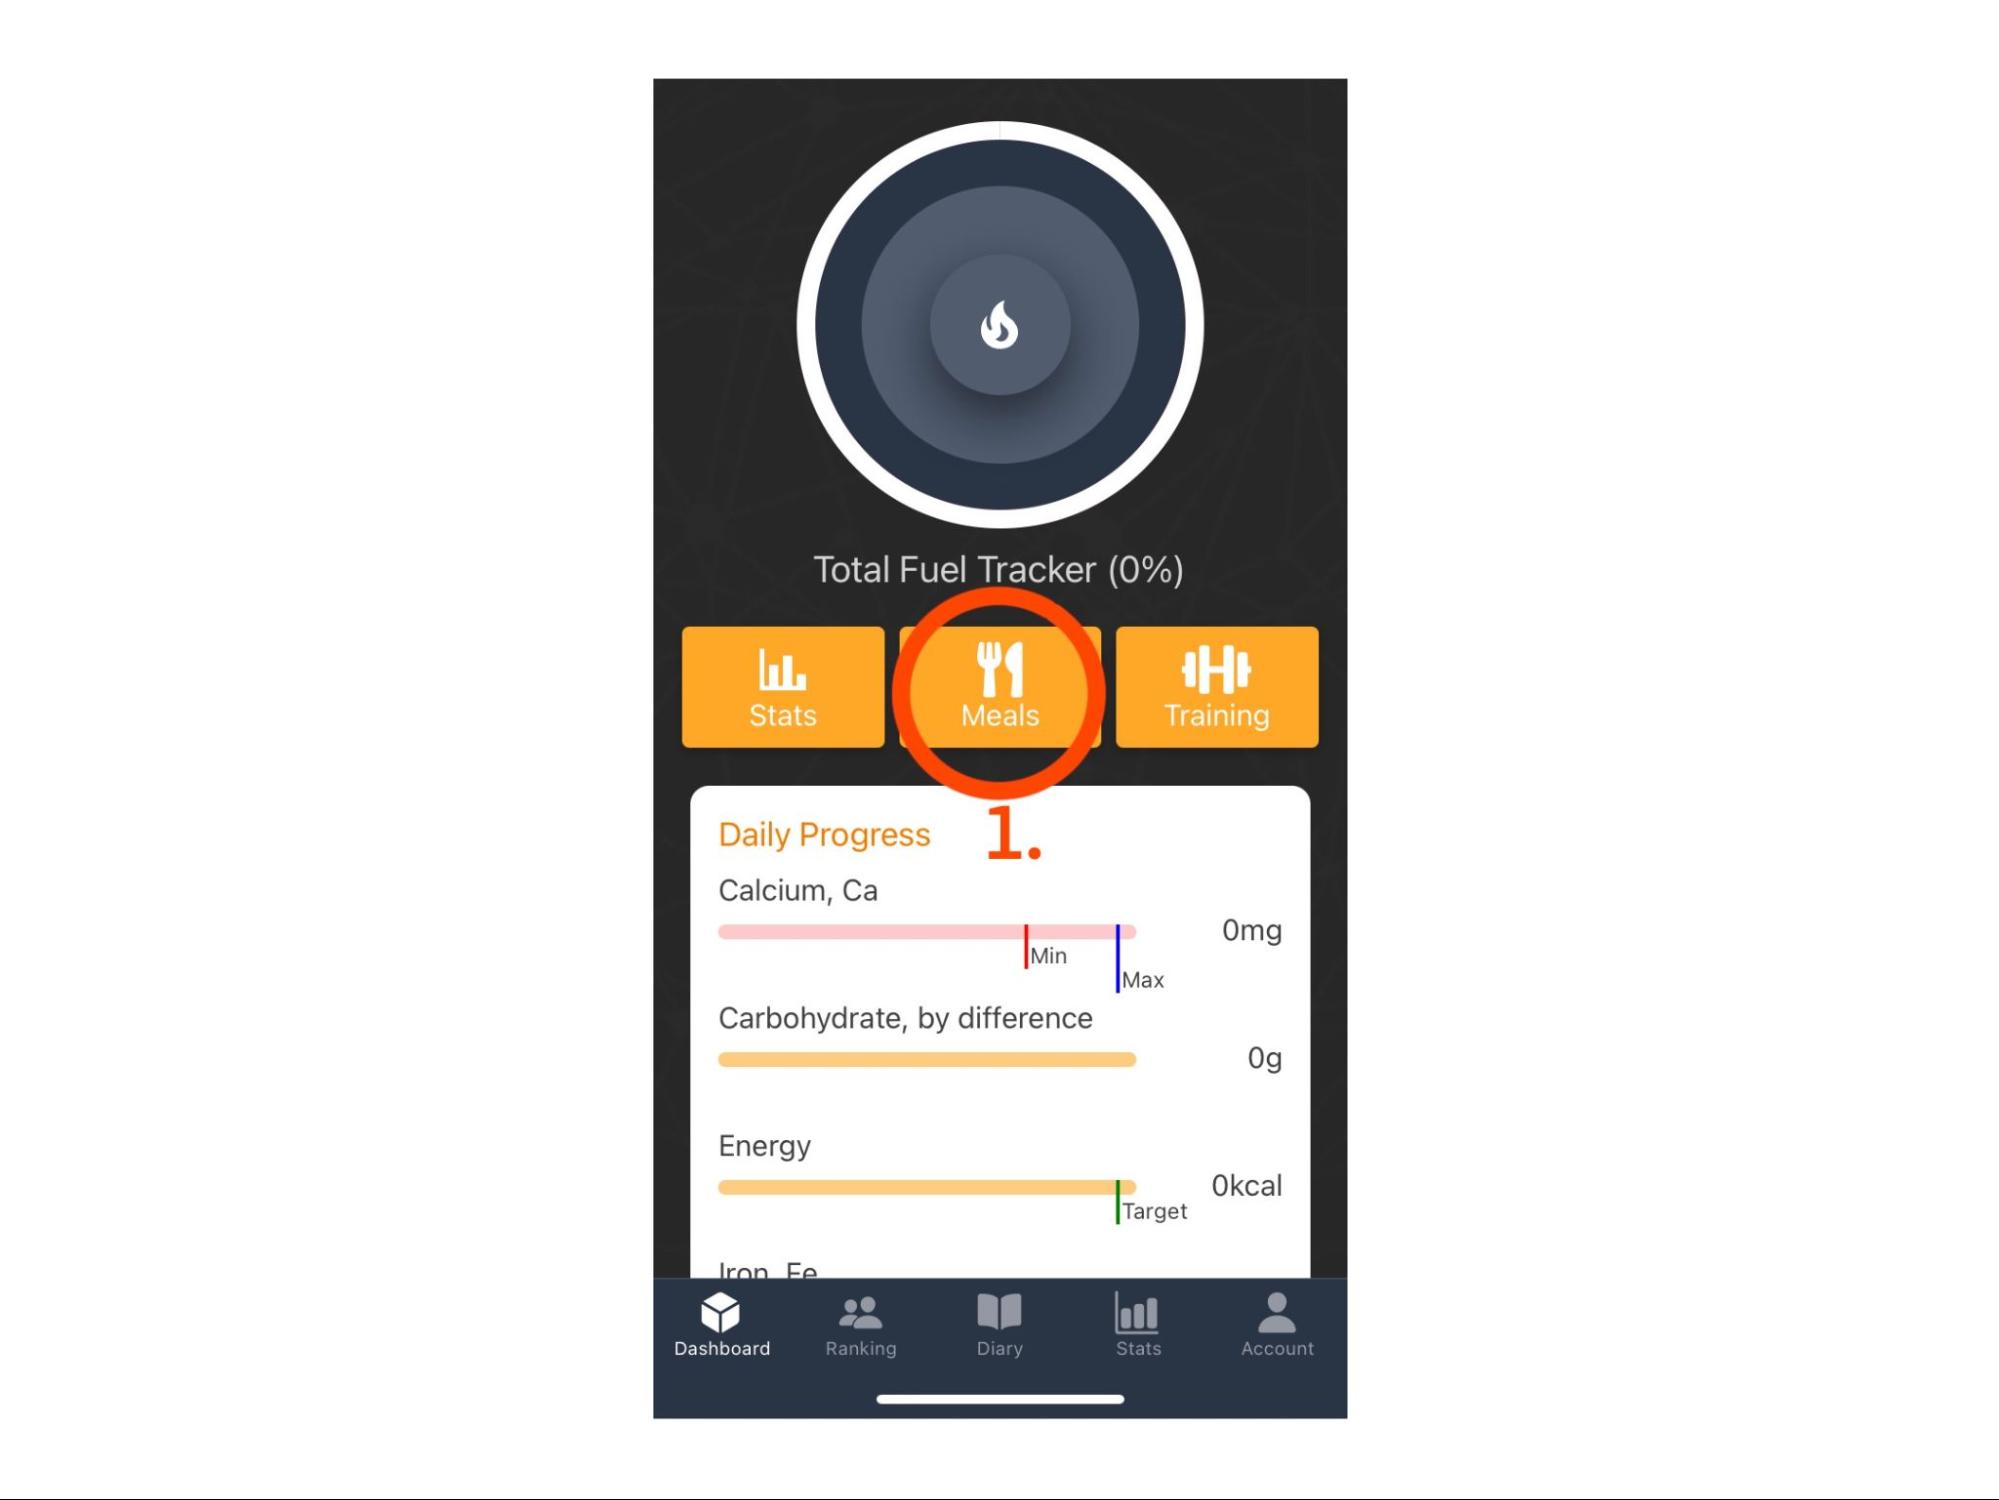 Total Fuel Tracker (0%)
Stats
Meals
Training
1.
Daily Progress
Calcium, Ca
0mg
Min
Max
Carbohydrate, by difference
0g
Energy
0kcal
Target
Iron, Fe
Dashboard
Ranking
Diary
Stats
Account